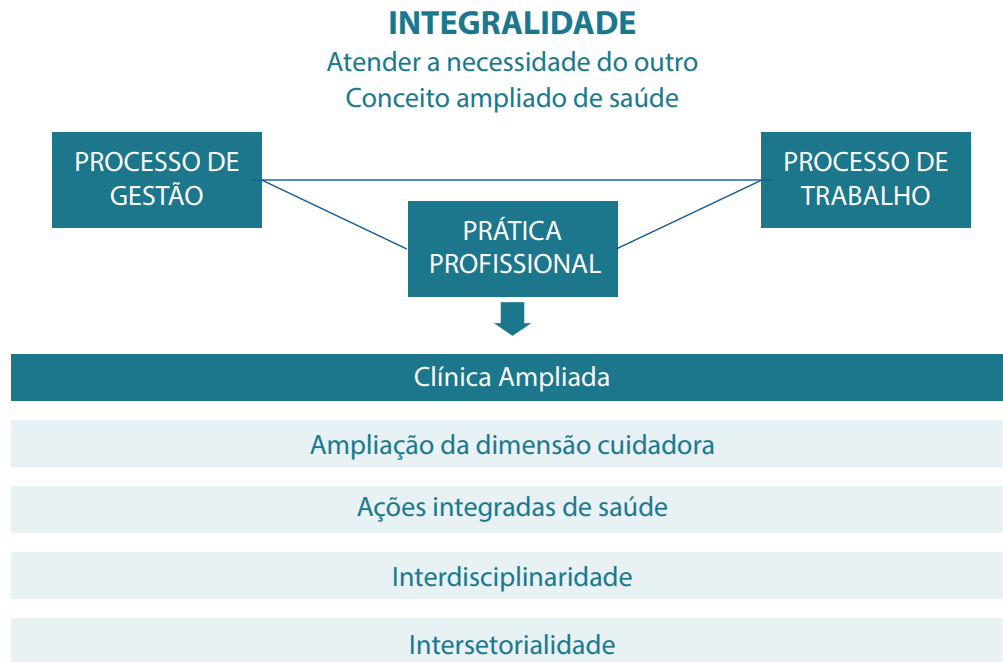 INTEGRALIDADE
Atender a necessidade do outro
Conceito ampliado de saúde
PROCESSO DE
GESTÃO
PROCESSO DE
TRABALHO
PRÁTICA
PROFISSIONAL
Clínica Ampliada
Ampliação da dimensão cuidadora
Ações integradas de saúde
Interdisciplinaridade
Intersetorialidade